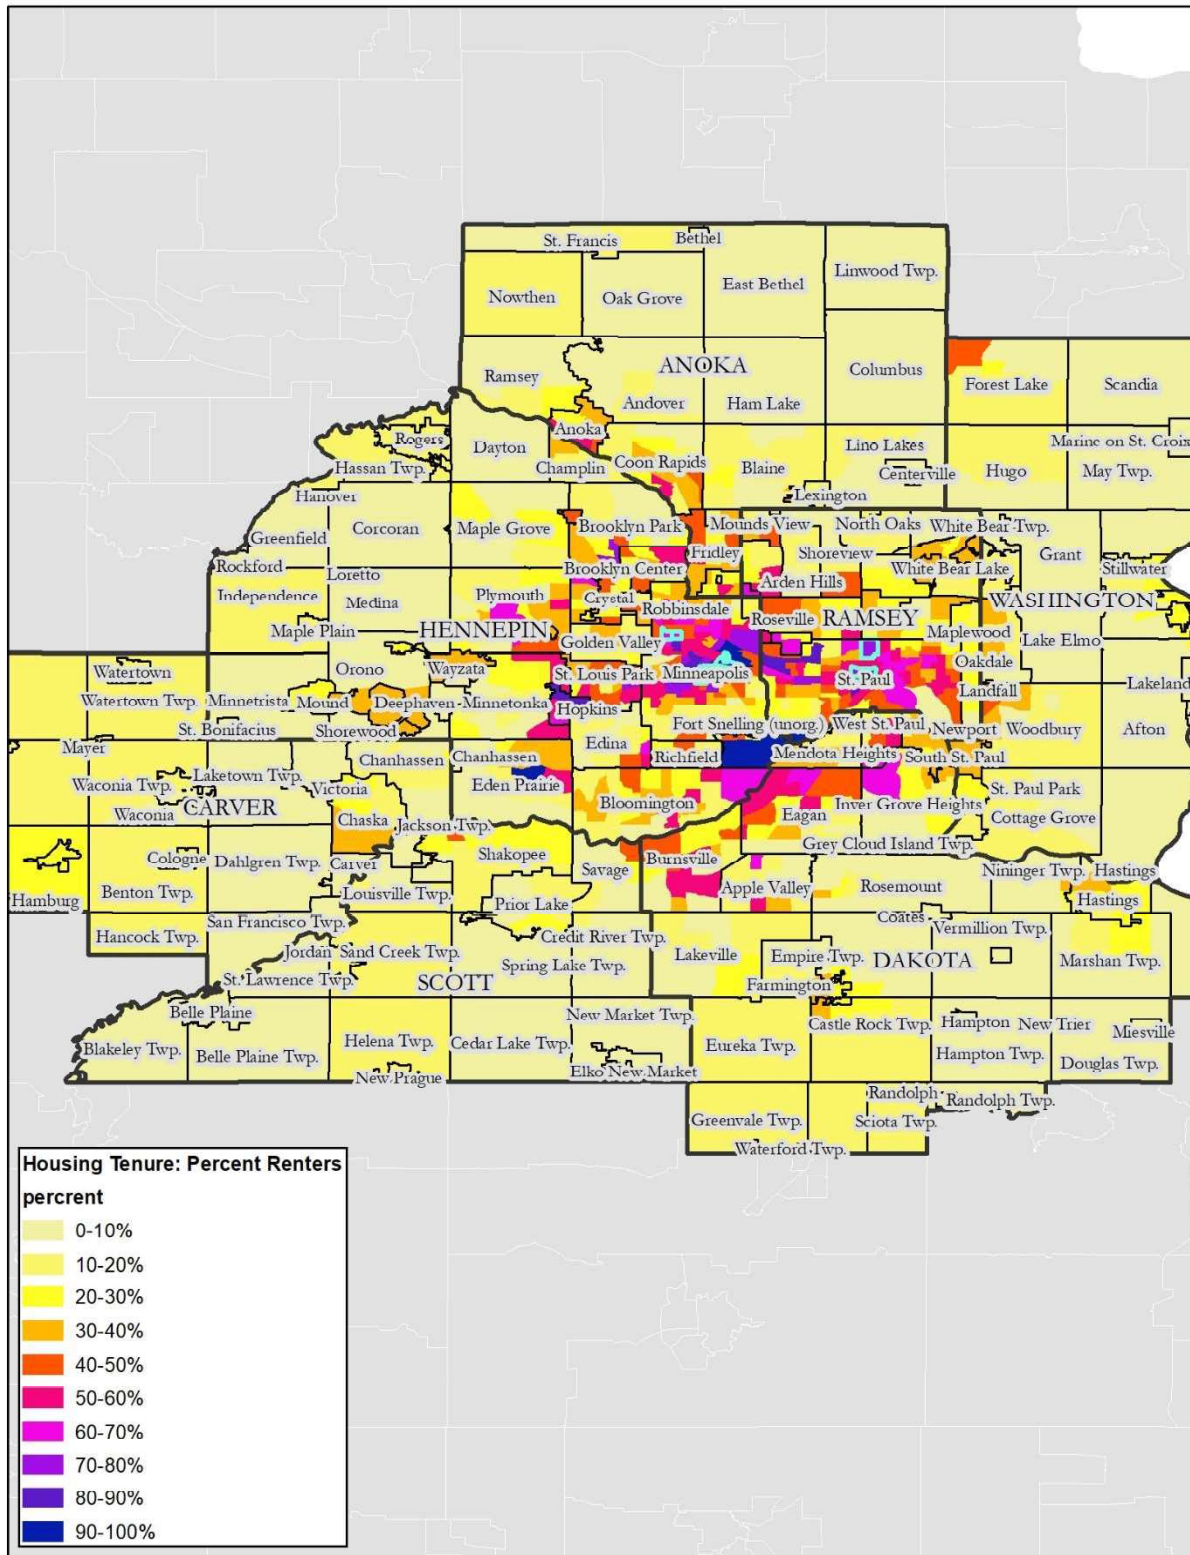 St. Francis
Bethel
Linwood Twp.
East Bethel
Nowthen
Oak Grove
ANOKA
Columbus
Ramsey
Forest Lake
Scandia
Andover
Ham Lake
Anoka
Rogers
Dayton
Lino Lakes
Marine on St. Croix
Hassan Twp.
Champlin
Coon Rapids
Blaine
Centerville
Hugo
May Twp.
Hanover
Lexington
Corcoran
Maple Grove
Brooklyn Park
Mounds View
North Oaks
White Bear Twp.
Greenfield
Fridley
Shoreview
Grant
Rockford
Brooklyn Center
White Bear Lake
Stillwater
Loretto
Arden Hills
Independence
Medina
Plymouth
Crystal
Robbinsdale
WASHINGTON
Maple Plain
HENNEPIN
Golden Valley
Roseville
RAMSEY
Maplewood
Lake Elmo
Orono
Wayzata
Oakdale
Watertown
St. Louis Park
Minneapolis
St. Paul
Lakeland
Watertown Twp.
Minnetrista
Mound
Deephaven
Minnetonka
Hopkins
Landfall
St. Bonifacius
Shorewood
Fort Snelling (unorg.)
West St. Paul
Newport
Woodbury
Afton
Mayer
Edina
Chanhassen
Chanhassen
Richfield
Mendota Heights
South St. Paul
Waconia Twp.
Laketown Twp.
Victoria
Eden Prairie
St. Paul Park
Waconia
CARVER
Bloomington
Inver Grove Heights
Chaska
Jackson Twp.
Eagan
Cottage Grove
Grey Cloud Island Twp.
Cologne
Dahlgren Twp.
Carver
Shakopee
Savage
Burnsville
Hamburg
Benton Twp.
Louisville Twp.
Prior Lake
Apple Valley
Rosemount
Nininger Twp.
Hastings
Hastings
San Francisco Twp.
Coates
Vermillion Twp.
Hancock Twp.
Jordan
Sand Creek Twp.
Credit River Twp.
Lakeville
Empire Twp.
DAKOTA
Marshan Twp.
St. Lawrence Twp.
SCOTT
Spring Lake Twp.
Farmington
Belle Plaine
New Market Twp.
Castle Rock Twp.
Hampton
New Trier
Miesville
Blakeley Twp.
Belle Plaine Twp.
Helena Twp.
Cedar Lake Twp.
Eureka Twp.
Hampton Twp.
Douglas Twp.
New Prague
Elko New Market
Randolph
Randolph Twp.
Greenvale Twp.
Sciota Twp.
Waterford Twp.
Housing Tenure: Percent Renters
percrent
0-10%
10-20%
20-30%
30-40%
40-50%
50-60%
60-70%
70-80%
80-90%
90-100%